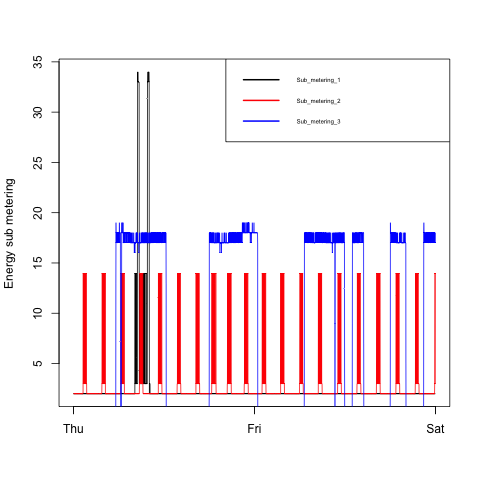 Energy sub metering
35
30
25
20
15
10
5
Sub_metering_1
Sub_metering_2
Sub_metering_3
Thu Fri Sat